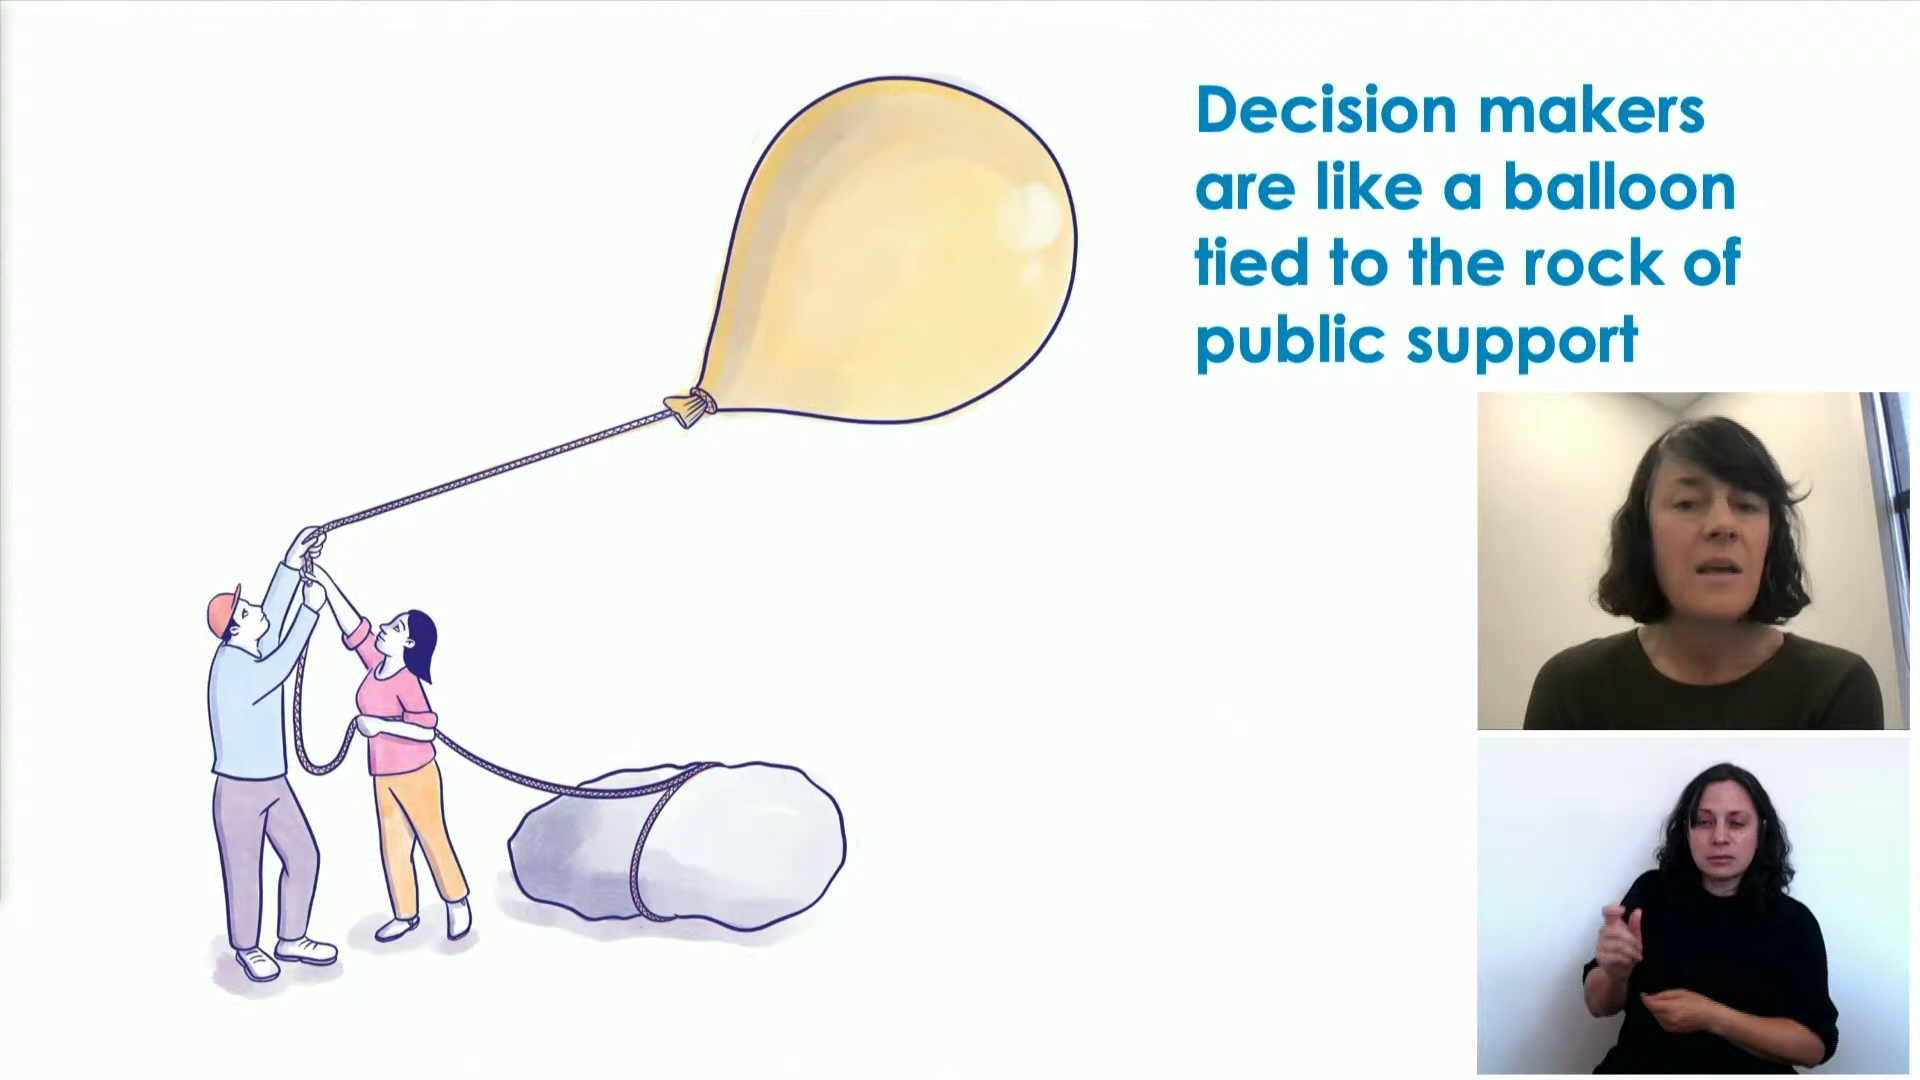 Decision makers
are like a balloon
tied to the rock of
public support